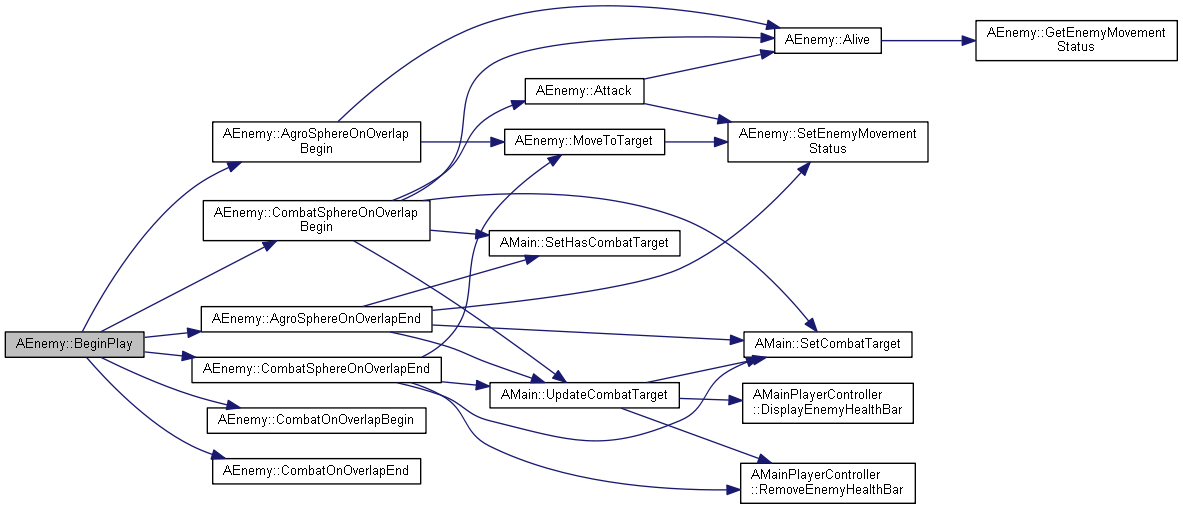 AEnemy::BeginPlay
AEnemy::AgroSphereOnOverlap
Begin
AEnemy::CombatSphereOnOverlap
Begin
AEnemy::AgroSphereOnOverlapEnd
AEnemy::CombatSphereOnOverlapEnd
AEnemy::CombatOnOverlapBegin
AEnemy::CombatOnOverlapEnd
AEnemy::Attack
AEnemy::MoveToTarget
AMain::SetHasCombatTarget
AMain::UpdateCombatTarget
AEnemy::Alive
AEnemy::SetEnemyMovement
Status
AMain::SetCombatTarget
AMainPlayerController
::DisplayEnemyHealthBar
AMainPlayerController
::RemoveEnemyHealthBar
AEnemy::GetEnemyMovement
Status